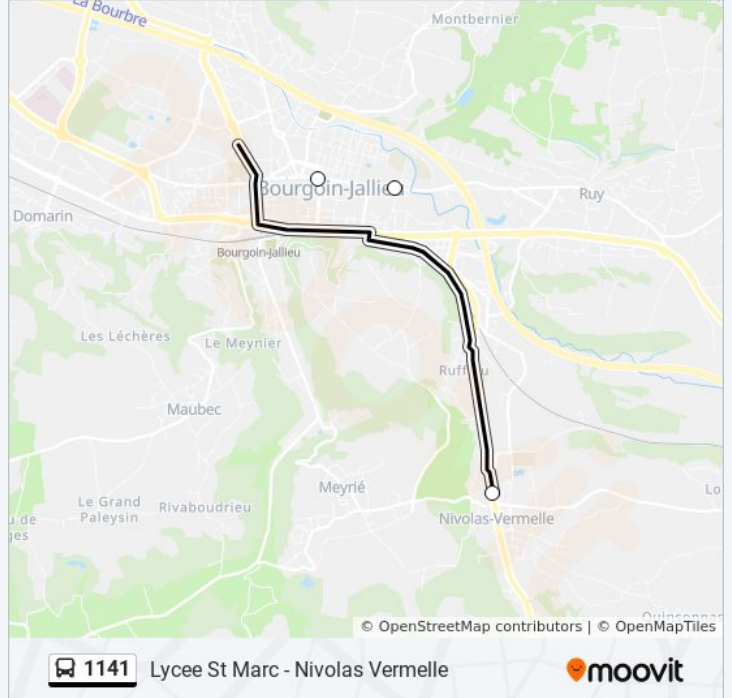 La Bourbre
Montbernier
Bourgoin-Jallieu
Ruy
Domarin
Bourgoin-Jallieu
Les Léchères
Le Meynier
Maubec
Meyrié
Le Grand
Paleysin
Rivaboudrieu
Nivolas-Vermelle
© OpenStreetMap contributors | © OpenMapTiles
1141 Lycee St Marc - Nivolas Vermelle
moovit